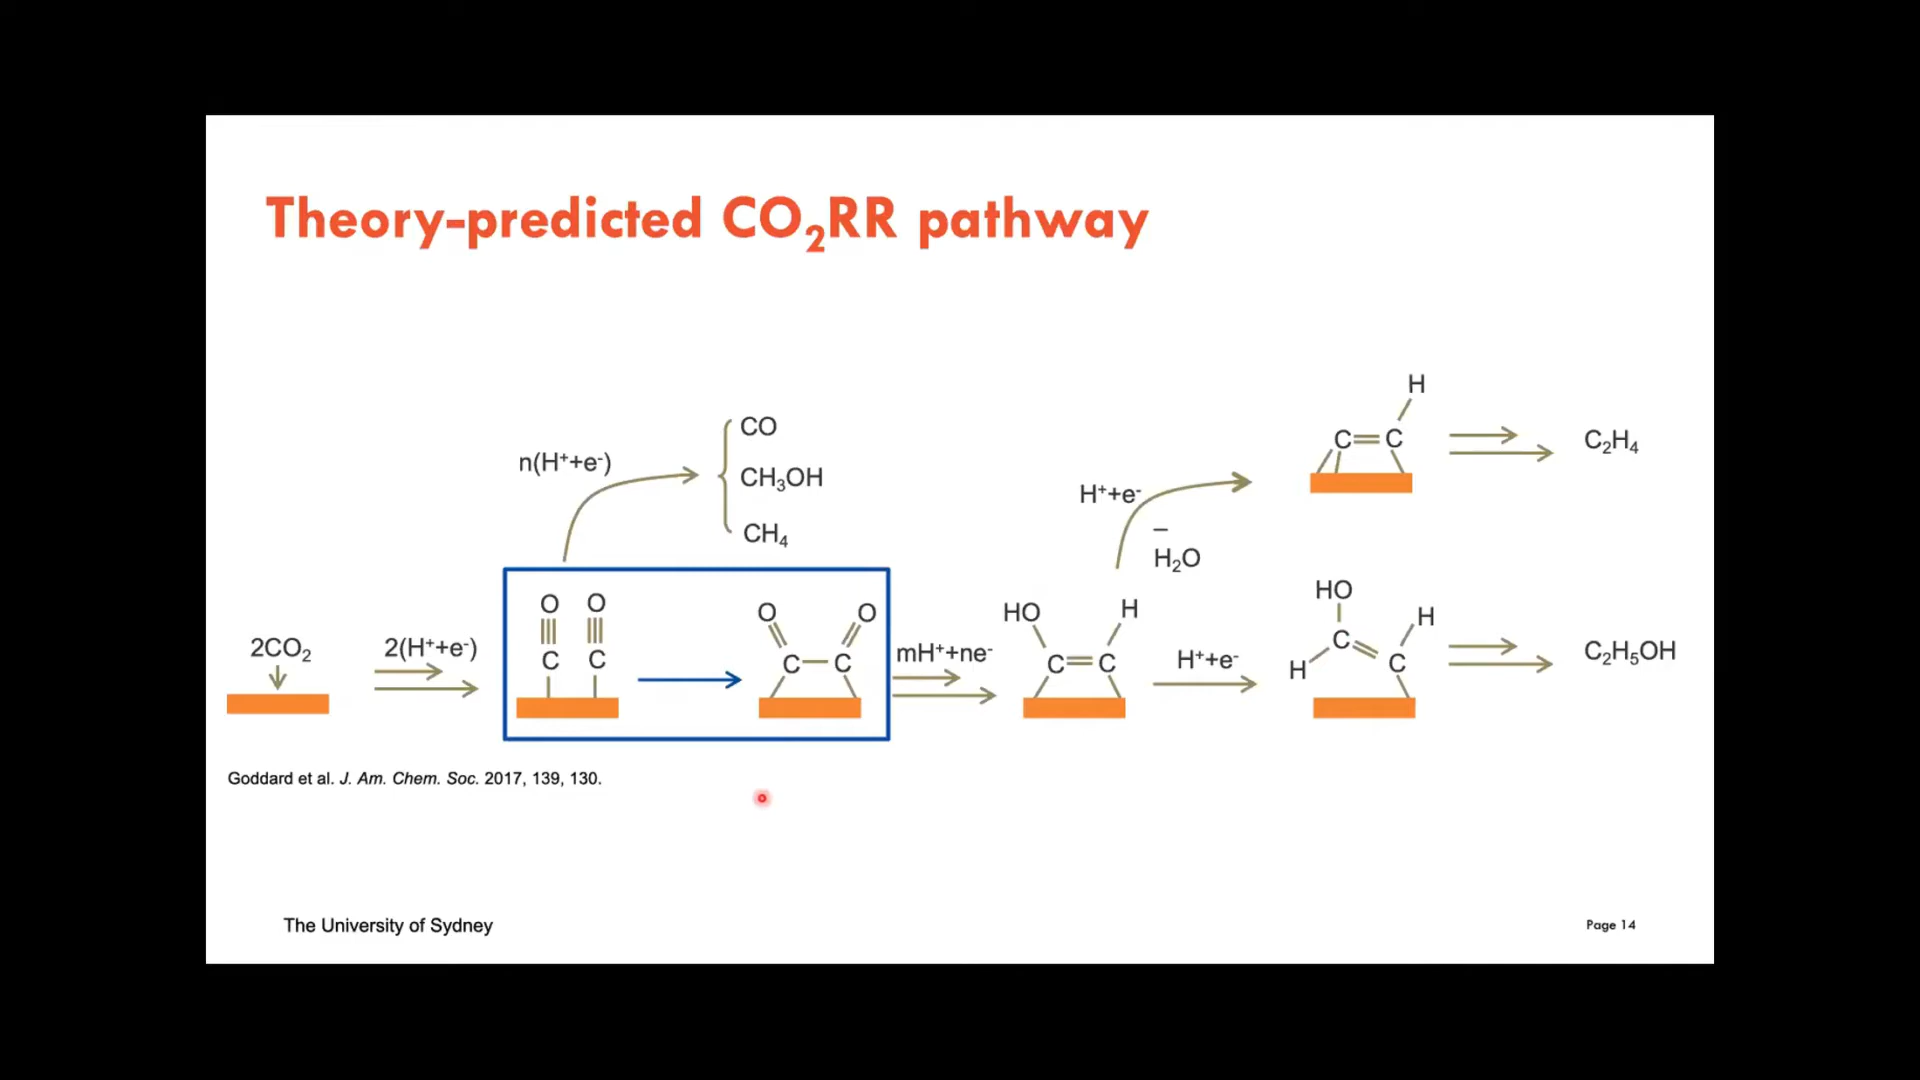 Theory-predicted CO₂RR pathway
2CO₂
2(H⁺+e⁻)
n(H⁺+e⁻)
CO
CH₃OH
CH₄
O O
C C
O O
C C
mH⁺+ne⁻
HO H
C C
H⁺+e⁻
–
H₂O
H
C C
C₂H₄
H⁺+e⁻
HO
H
C
H C
C₂H₅OH
Goddard et al. J. Am. Chem. Soc. 2017, 139, 130.
The University of Sydney
Page 14